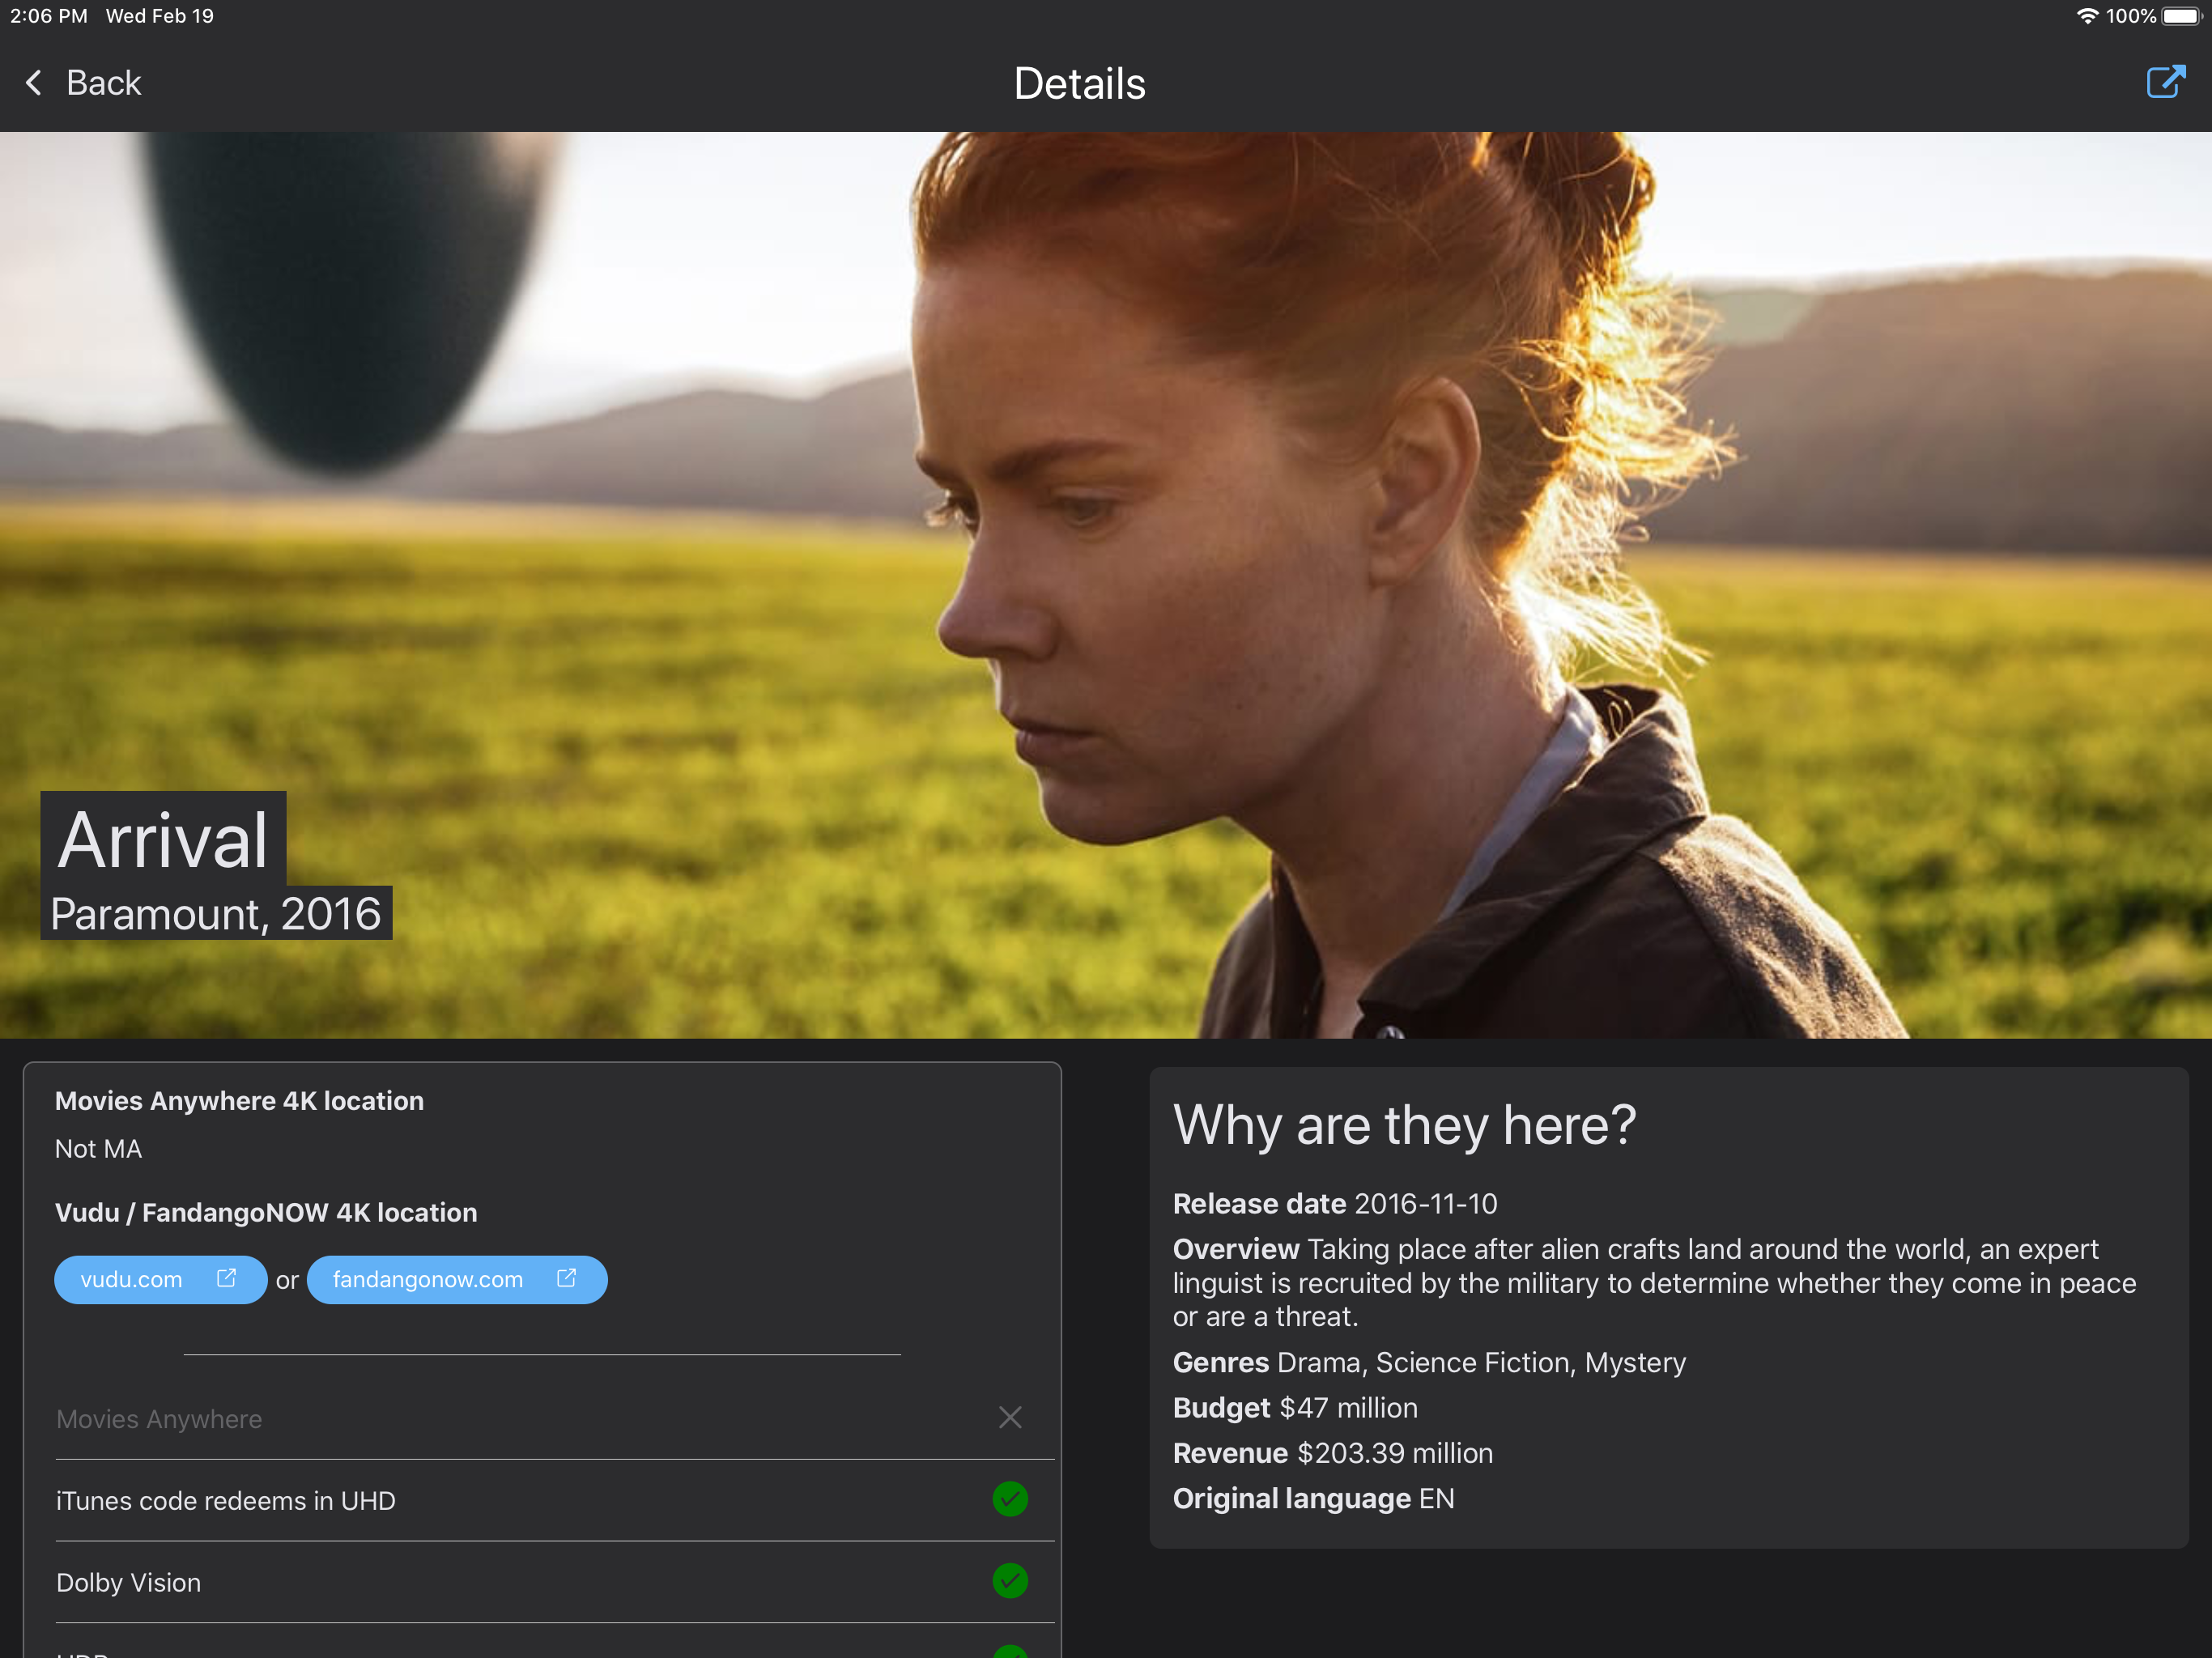 2:06 PM Wed Feb 19 100%
Back Details
Arrival
Paramount, 2016
Movies Anywhere 4K location
Not MA
Vudu / FandangoNOW 4K location
vudu.com or fandangonow.com
Movies Anywhere
iTunes code redeems in UHD
Dolby Vision
Why are they here?
Release date 2016-11-10
Overview Taking place after alien crafts land around the world, an expert
linguist is recruited by the military to determine whether they come in peace
or are a threat.
Genres Drama, Science Fiction, Mystery
Budget $47 million
Revenue $203.39 million
Original language EN